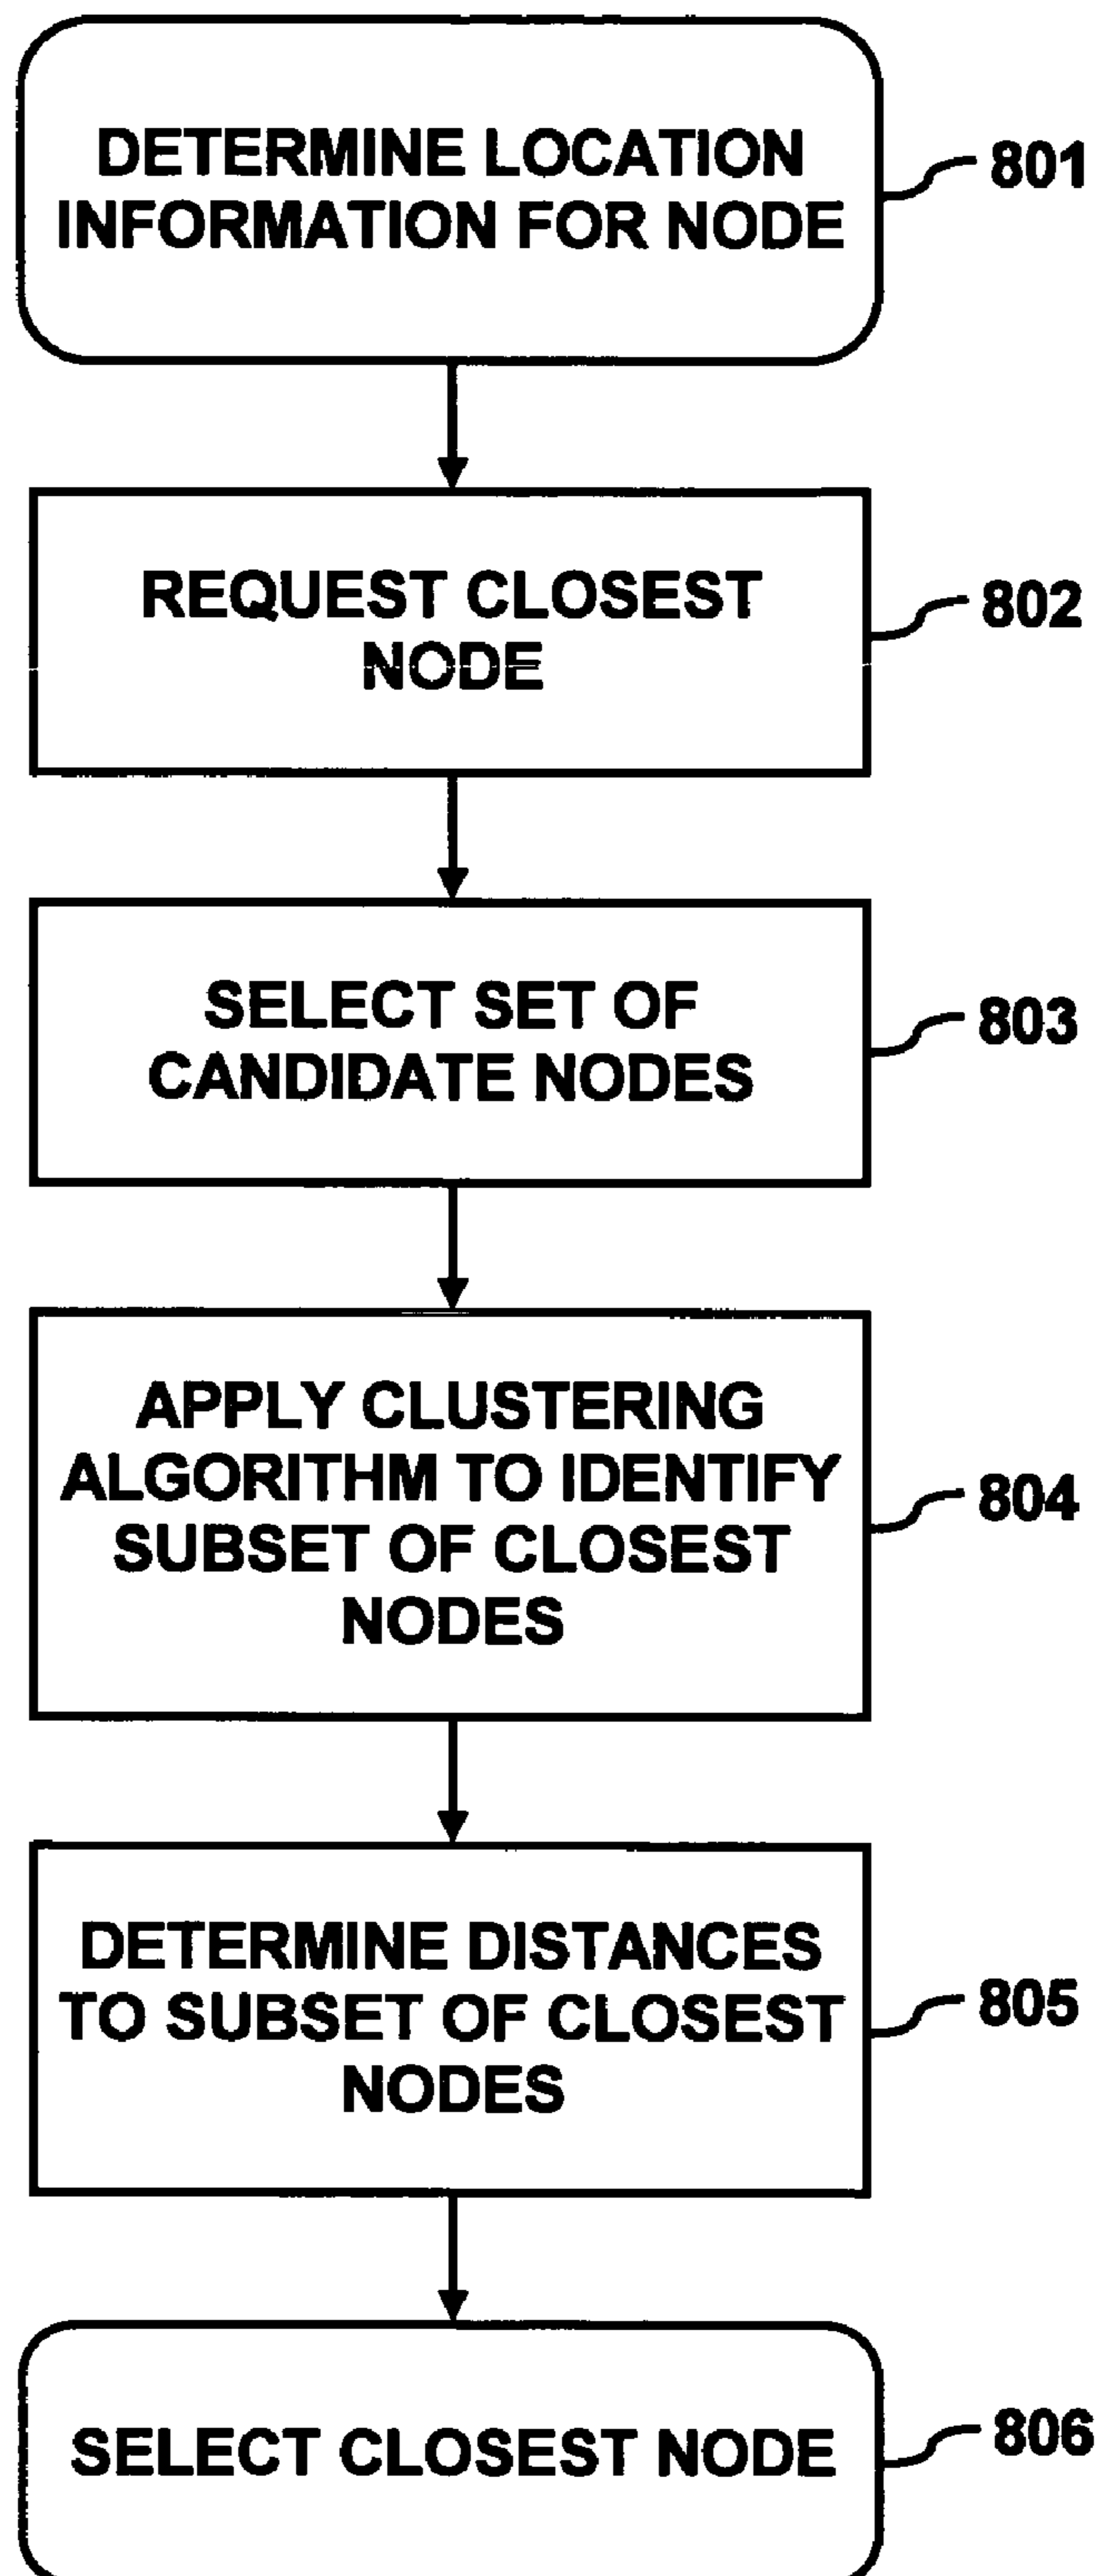 DETERMINE LOCATION
INFORMATION FOR NODE
801
REQUEST CLOSEST
NODE
802
SELECT SET OF
CANDIDATE NODES
803
APPLY CLUSTERING
ALGORITHM TO IDENTIFY
SUBSET OF CLOSEST
NODES
804
DETERMINE DISTANCES
TO SUBSET OF CLOSEST
NODES
805
SELECT CLOSEST NODE
806